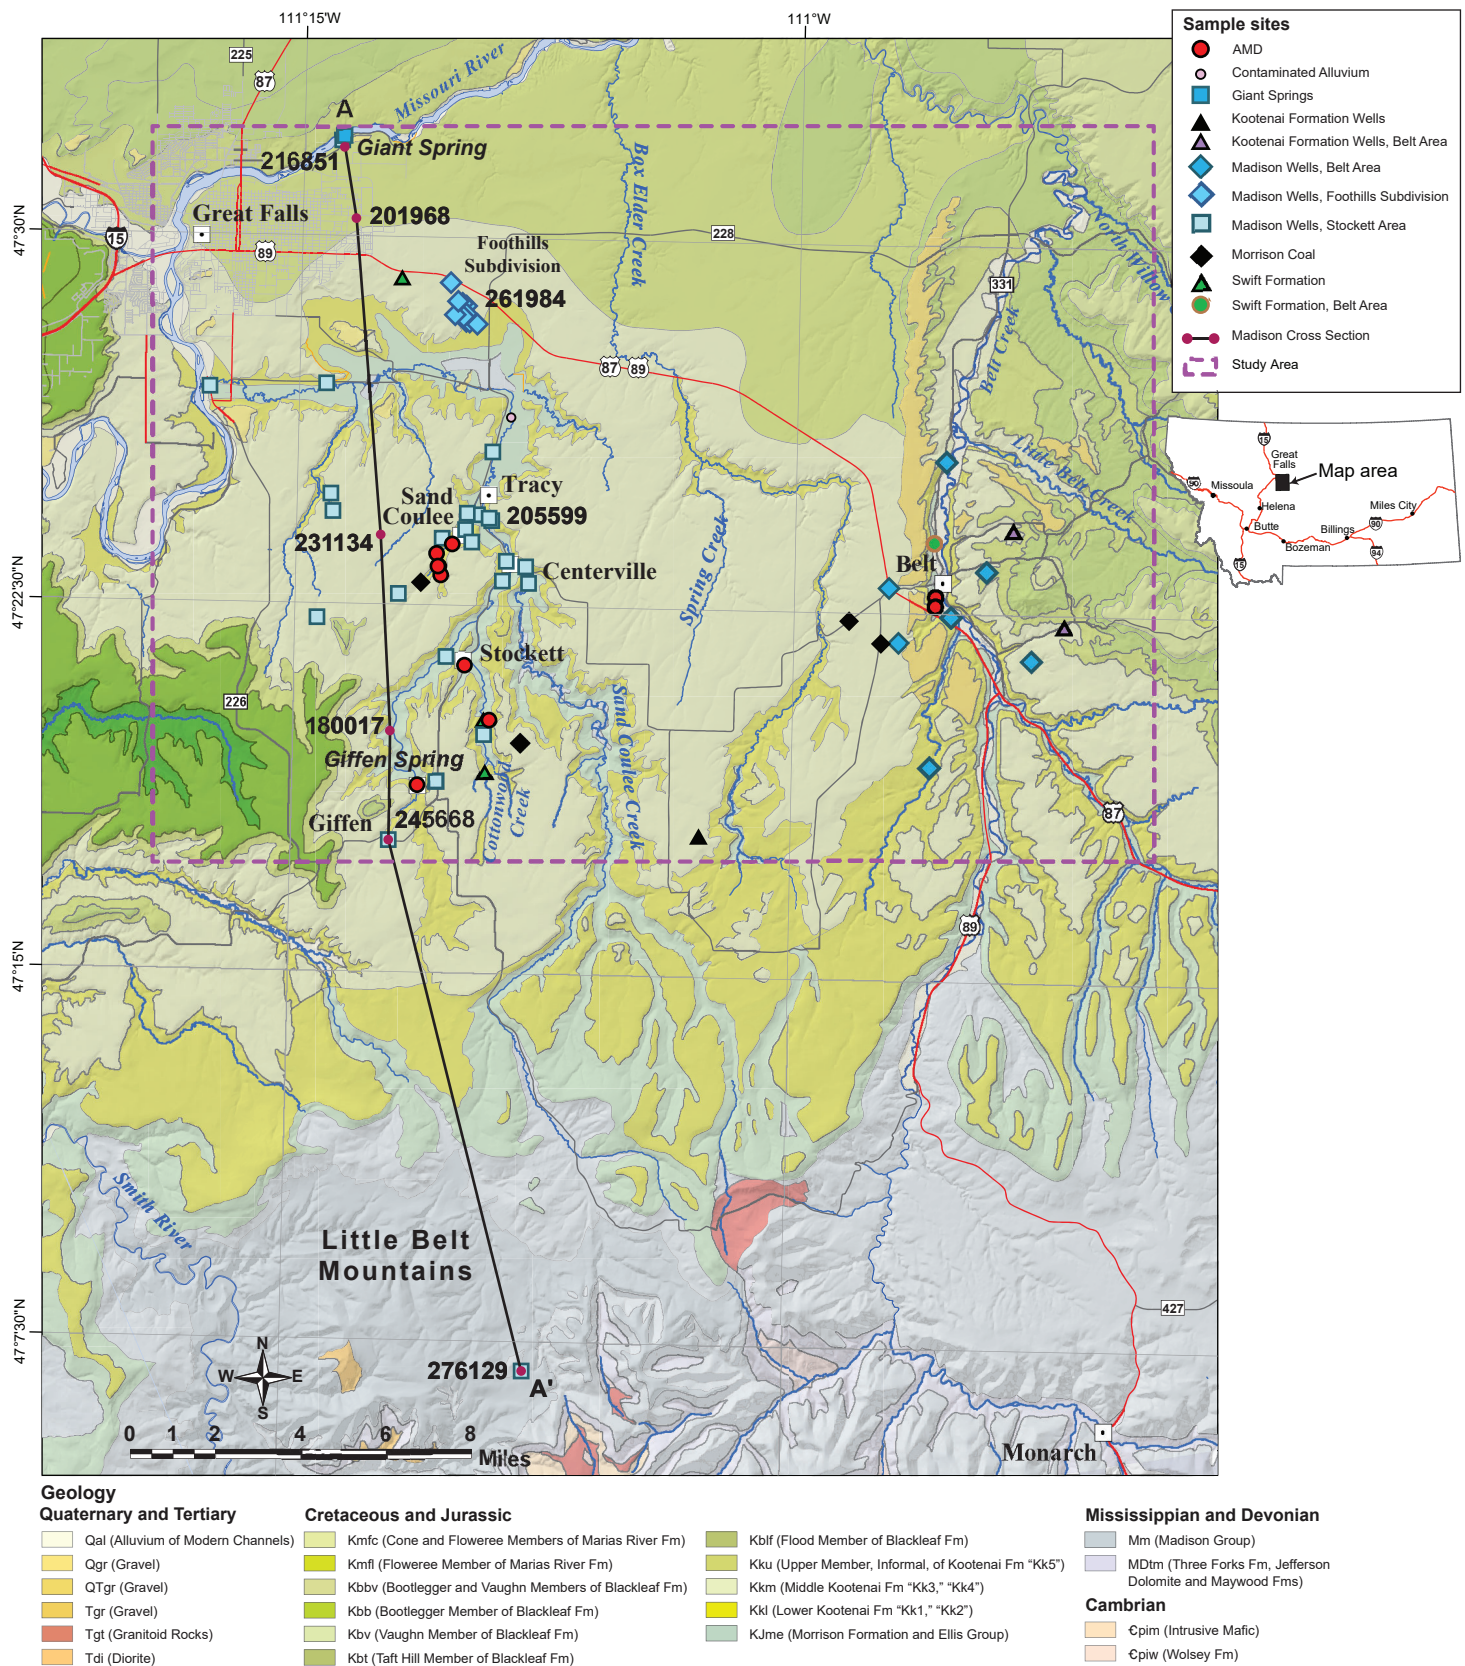 111°15'W
111°W
Sample sites
AMD
Contaminated Alluvium
Giant Springs
Kootenai Formation Wells
Kootenai Formation Wells, Belt Area
Madison Wells, Belt Area
Madison Wells, Foothills Subdivision
Madison Wells, Stockett Area
Morrison Coal
Swift Formation
Swift Formation, Belt Area
Madison Cross Section
Study Area
225
87
Missouri River
A
Giant Spring
216851
Great Falls
201968
Box Elder Creek
228
15
89
Foothills
Subdivision
261984
North Willow
331
Belt Creek
87
89
47°30'N
Little Belt Creek
Tracy
Sand
Coulee
205599
231134
Centerville
Spring Creek
Belt
47°22'30"N
Stockett
226
180017
Giffen Spring
Sand Coulee Creek
Cottonwood
Creek
Giffen
245668
87
89
47°15'N
Smith River
Little Belt
Mountains
427
47°7'30"N
N
W
E
S
276129
A'
0
1
2
4
6
8
Miles
Monarch
15
Great
Falls
Map area
90
Missoula
Helena
Miles City
Butte
Billings
90
Bozeman
94
15
Geology
Quaternary and Tertiary
Qal (Alluvium of Modern Channels)
Qgr (Gravel)
QTgr (Gravel)
Tgr (Gravel)
Tgt (Granitoid Rocks)
Tdi (Diorite)
Cretaceous and Jurassic
Kmfc (Cone and Floweree Members of Marias River Fm)
Kmfl (Floweree Member of Marias River Fm)
Kbbv (Bootlegger and Vaughn Members of Blackleaf Fm)
Kbb (Bootlegger Member of Blackleaf Fm)
Kbv (Vaughn Member of Blackleaf Fm)
Kbt (Taft Hill Member of Blackleaf Fm)
Kblf (Flood Member of Blackleaf Fm)
Kku (Upper Member, Informal, of Kootenai Fm “Kk5”)
Kkm (Middle Kootenai Fm “Kk3,” “Kk4”)
Kkl (Lower Kootenai Fm “Kk1,” “Kk2”)
KJme (Morrison Formation and Ellis Group)
Mississippian and Devonian
Mm (Madison Group)
MDtm (Three Forks Fm, Jefferson
Dolomite and Maywood Fms)
Cambrian
Єpim (Intrusive Mafic)
Єpiw (Wolsey Fm)